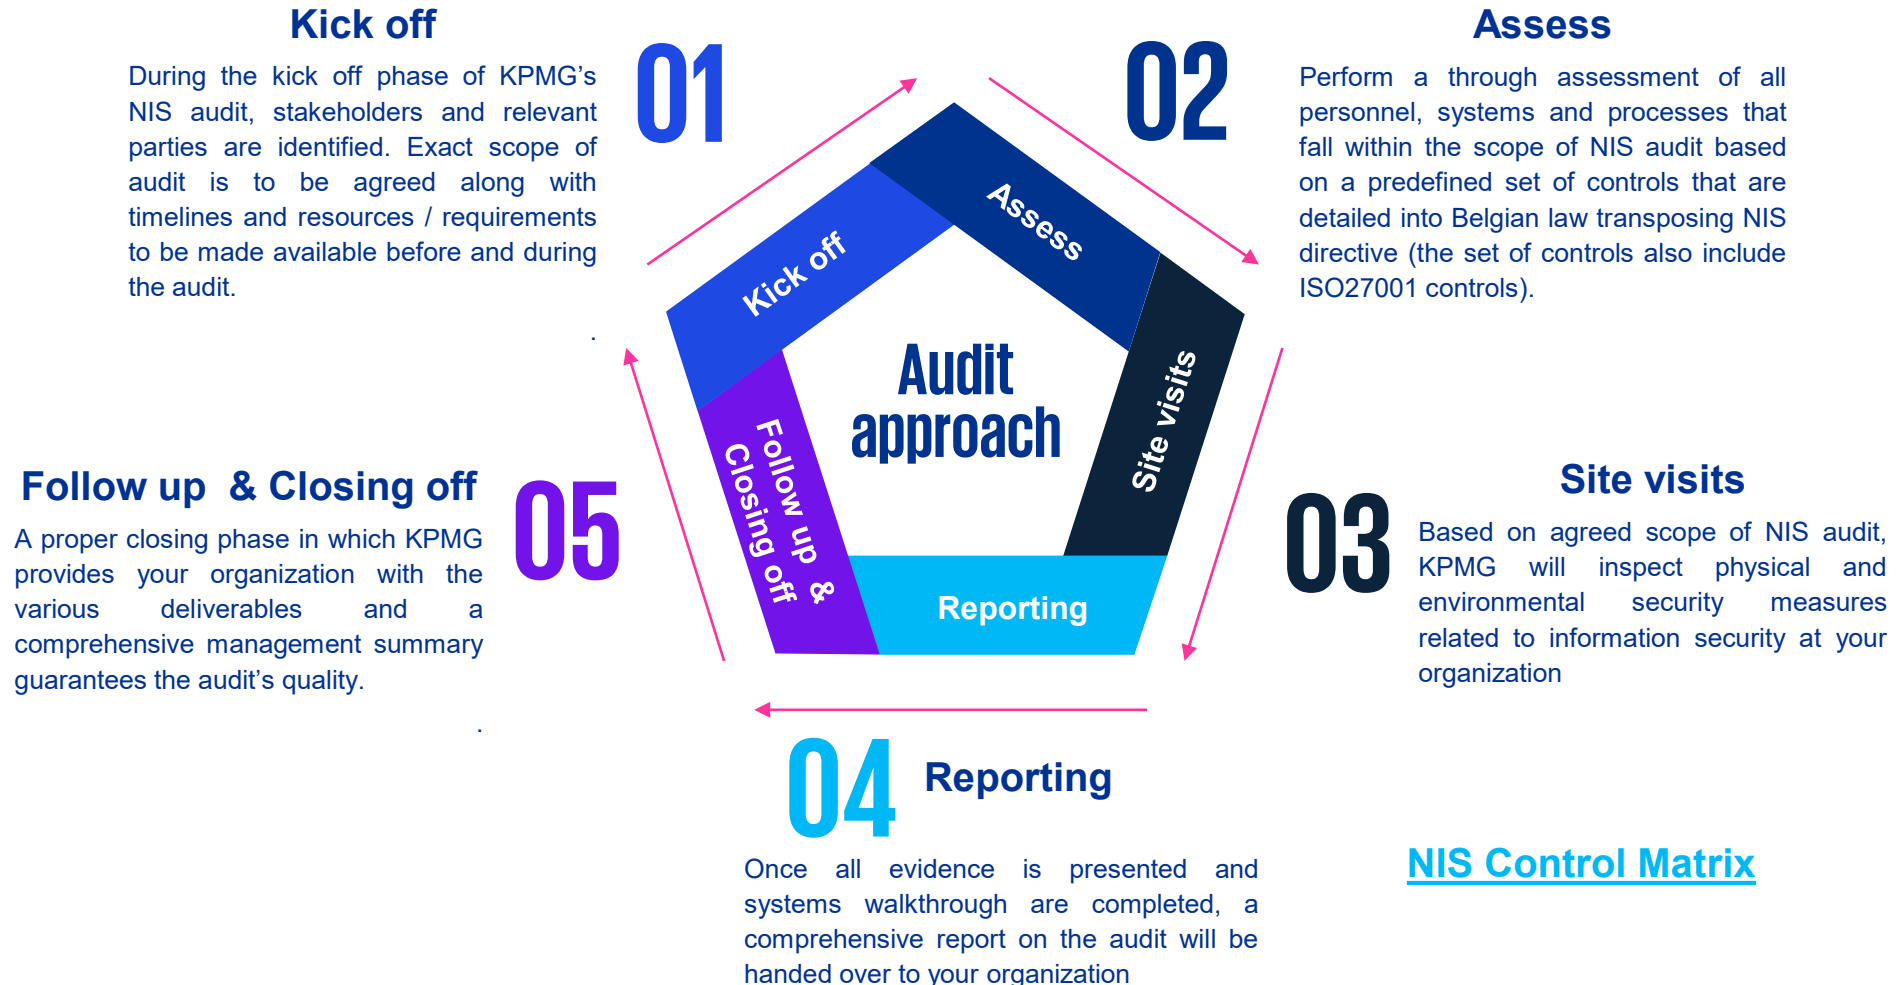 Kick off
During the kick off phase of KPMG’s
NIS audit, stakeholders and relevant
parties are identified. Exact scope of
audit is to be agreed along with
timelines and resources / requirements
to be made available before and during
the audit.
.
01
02
Assess
Perform a through assessment of all
personnel, systems and processes that
fall within the scope of NIS audit based
on a predefined set of controls that are
detailed into Belgian law transposing NIS
directive (the set of controls also include
ISO27001 controls).
Kick off
Assess
Site visits
Reporting
Follow up & 
Closing off
Audit
approach
03
Site visits
Based on agreed scope of NIS audit,
KPMG will inspect physical and
environmental security measures
related to information security at your
organization
04
Reporting
Once all evidence is presented and
systems walkthrough are completed, a
comprehensive report on the audit will be
handed over to your organization
Follow up & Closing off
05
A proper closing phase in which KPMG
provides your organization with the
various deliverables and a
comprehensive management summary
guarantees the audit’s quality.
.
NIS Control Matrix